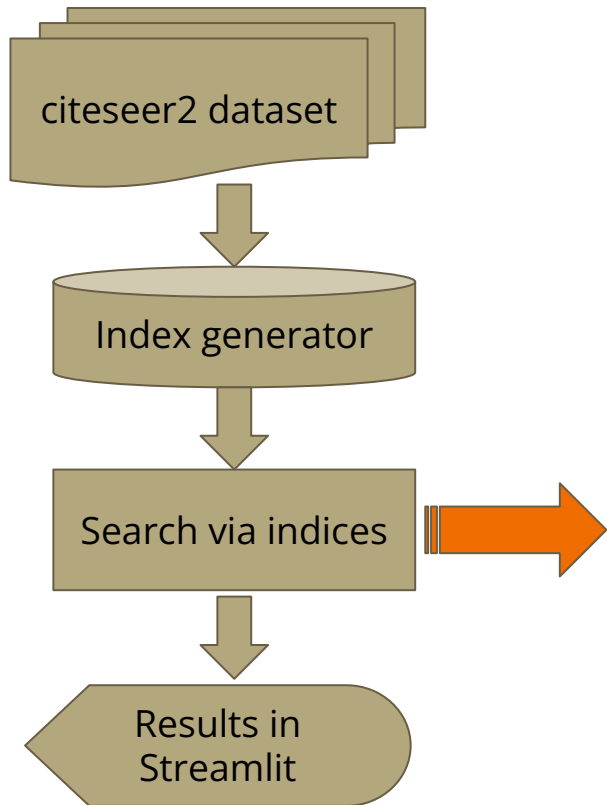 citeseer2 dataset
Index generator
Search via indices
Results in
Streamlit